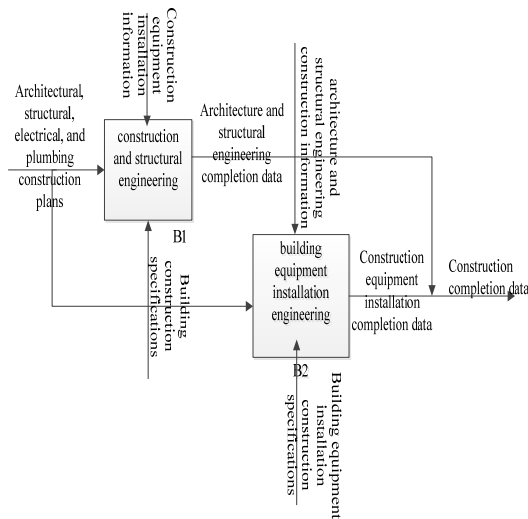 Construction
equipment
installation
information
Architectural,
structural,
electrical, and
plumbing
construction
plans
construction
and structural
engineering
B1
Architecture and
structural
engineering
completion data
architecture and
structural engineering
construction information
Building
construction
specifications
building
equipment
installation
engineering
B2
Construction
equipment
installation
completion data
Construction
completion data
Building equipment
installation
construction
specifications